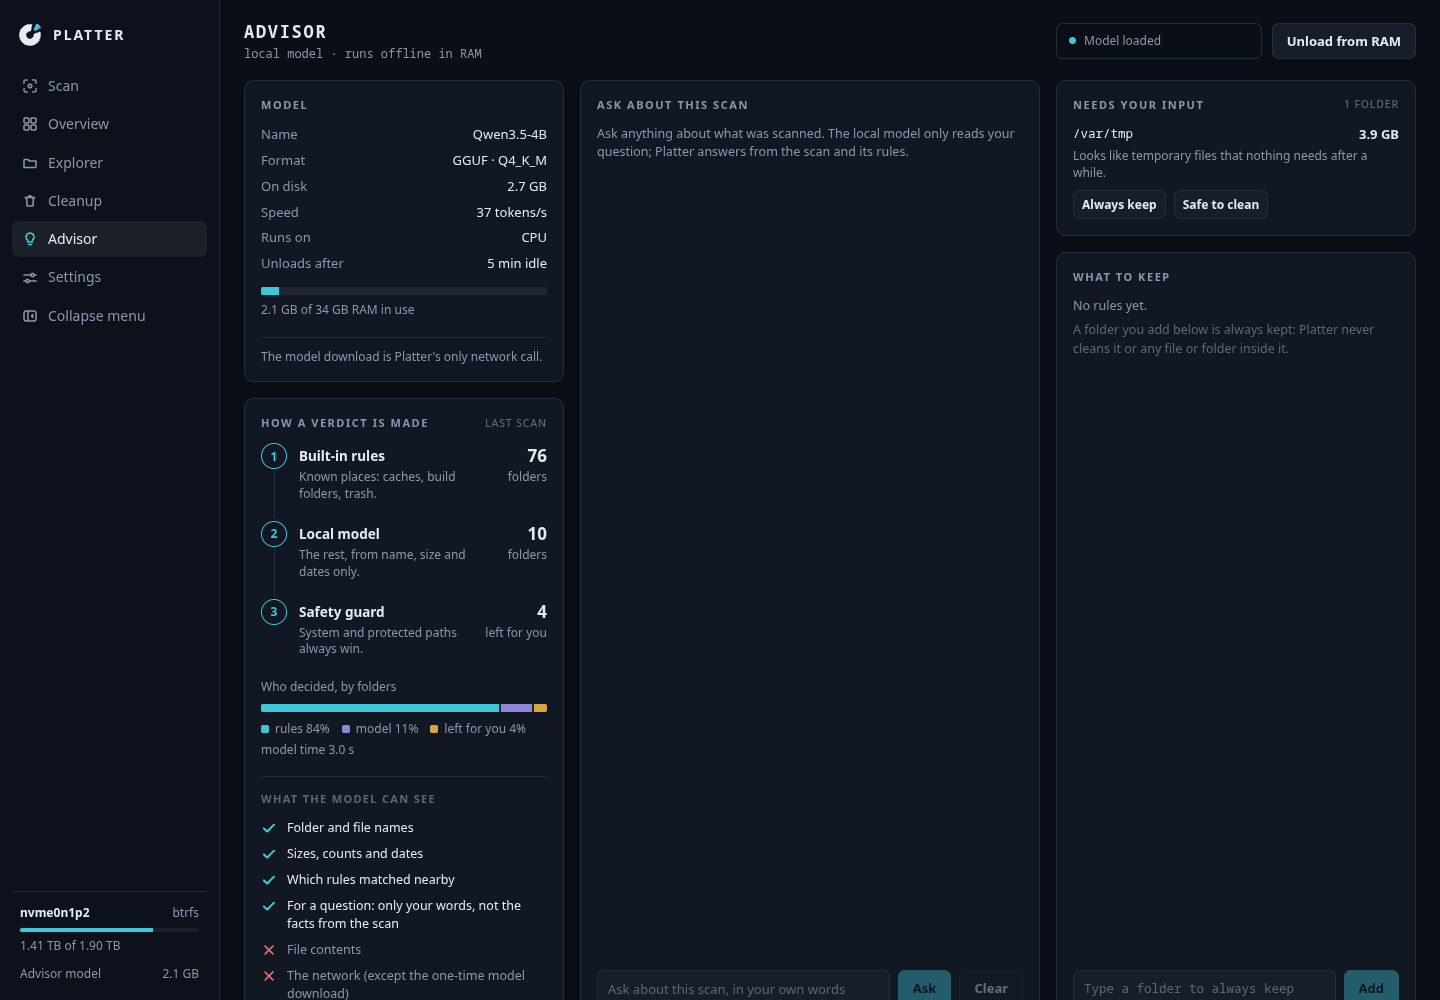 PLATTER
Scan
Overview
Explorer
Cleanup
Advisor
Settings
Collapse menu
nvme0n1p2 btrfs
1.41 TB of 1.90 TB
Advisor model 2.1 GB
ADVISOR
local model · runs offline in RAM
Model loaded
Unload from RAM
MODEL
Name Qwen3.5-4B
Format GGUF · Q4_K_M
On disk 2.7 GB
Speed 37 tokens/s
Runs on CPU
Unloads after 5 min idle
2.1 GB of 34 GB RAM in use
The model download is Platter's only network call.
HOW A VERDICT IS MADE LAST SCAN
1 Built-in rules 76
Known places: caches, build folders
folders, trash.
2 Local model 10
The rest, from name, size and folders
dates only.
3 Safety guard 4
System and protected paths left for you
always win.
Who decided, by folders
rules 84% model 11% left for you 4%
model time 3.0 s
WHAT THE MODEL CAN SEE
Folder and file names
Sizes, counts and dates
Which rules matched nearby
For a question: only your words, not the
facts from the scan
File contents
The network (except the one-time model
download)
ASK ABOUT THIS SCAN
Ask anything about what was scanned. The local model only reads your
question; Platter answers from the scan and its rules.
Ask about this scan, in your own words
Ask
Clear
NEEDS YOUR INPUT 1 FOLDER
/var/tmp 3.9 GB
Looks like temporary files that nothing needs after a
while.
Always keep Safe to clean
WHAT TO KEEP
No rules yet.
A folder you add below is always kept: Platter never
cleans it or any file or folder inside it.
Type a folder to always keep
Add